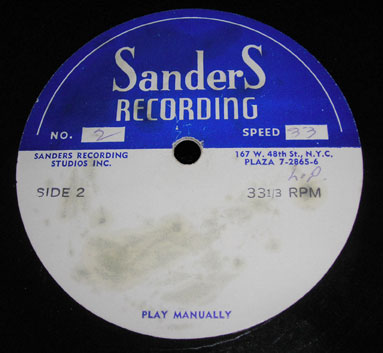 SanderS
RECORDING
NO. 2 SPEED 33
SANDERS RECORDING STUDIOS INC.
167 W. 48th St., N.Y.C.
PLAZA 7-2865-6
L.P.
SIDE 2 33 1/3 RPM
PLAY MANUALLY